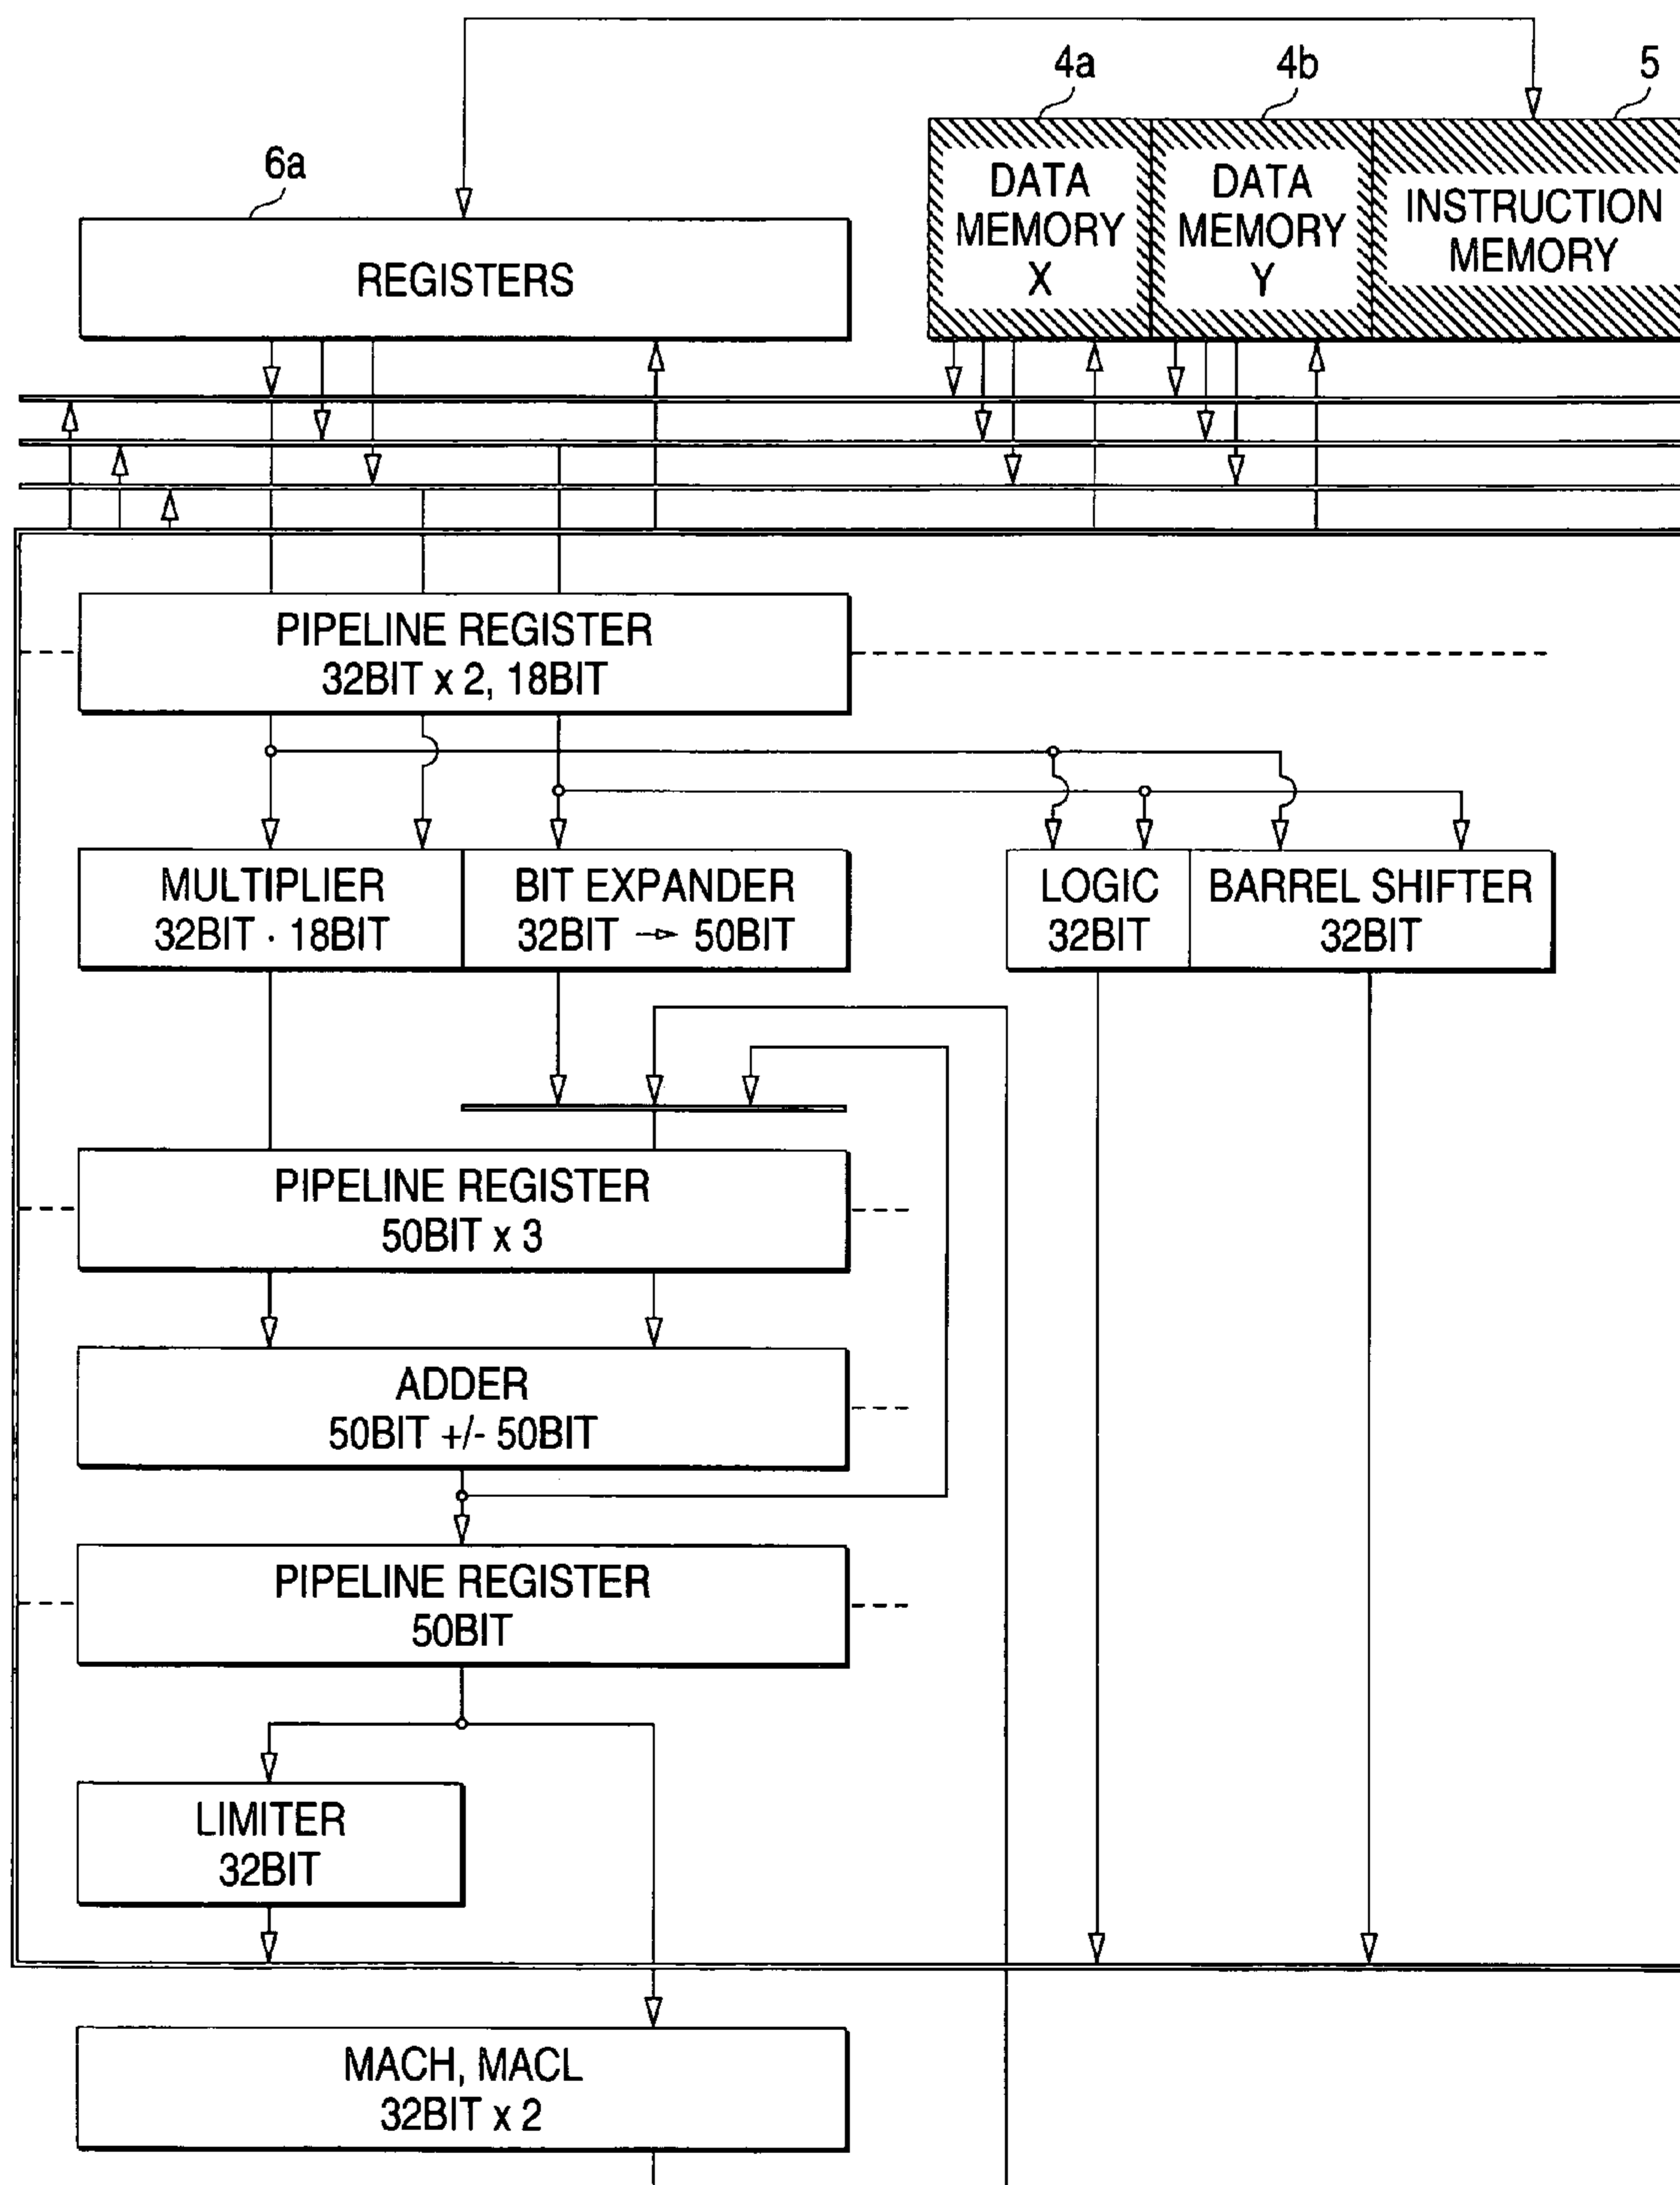 4a
4b
5
6a
DATA
MEMORY
X
DATA
MEMORY
Y
INSTRUCTION
MEMORY
REGISTERS
PIPELINE REGISTER
32BIT x 2, 18BIT
MULTIPLIER
32BIT · 18BIT
BIT EXPANDER
32BIT → 50BIT
LOGIC
32BIT
BARREL SHIFTER
32BIT
PIPELINE REGISTER
50BIT x 3
ADDER
50BIT +/- 50BIT
PIPELINE REGISTER
50BIT
LIMITER
32BIT
MACH, MACL
32BIT x 2